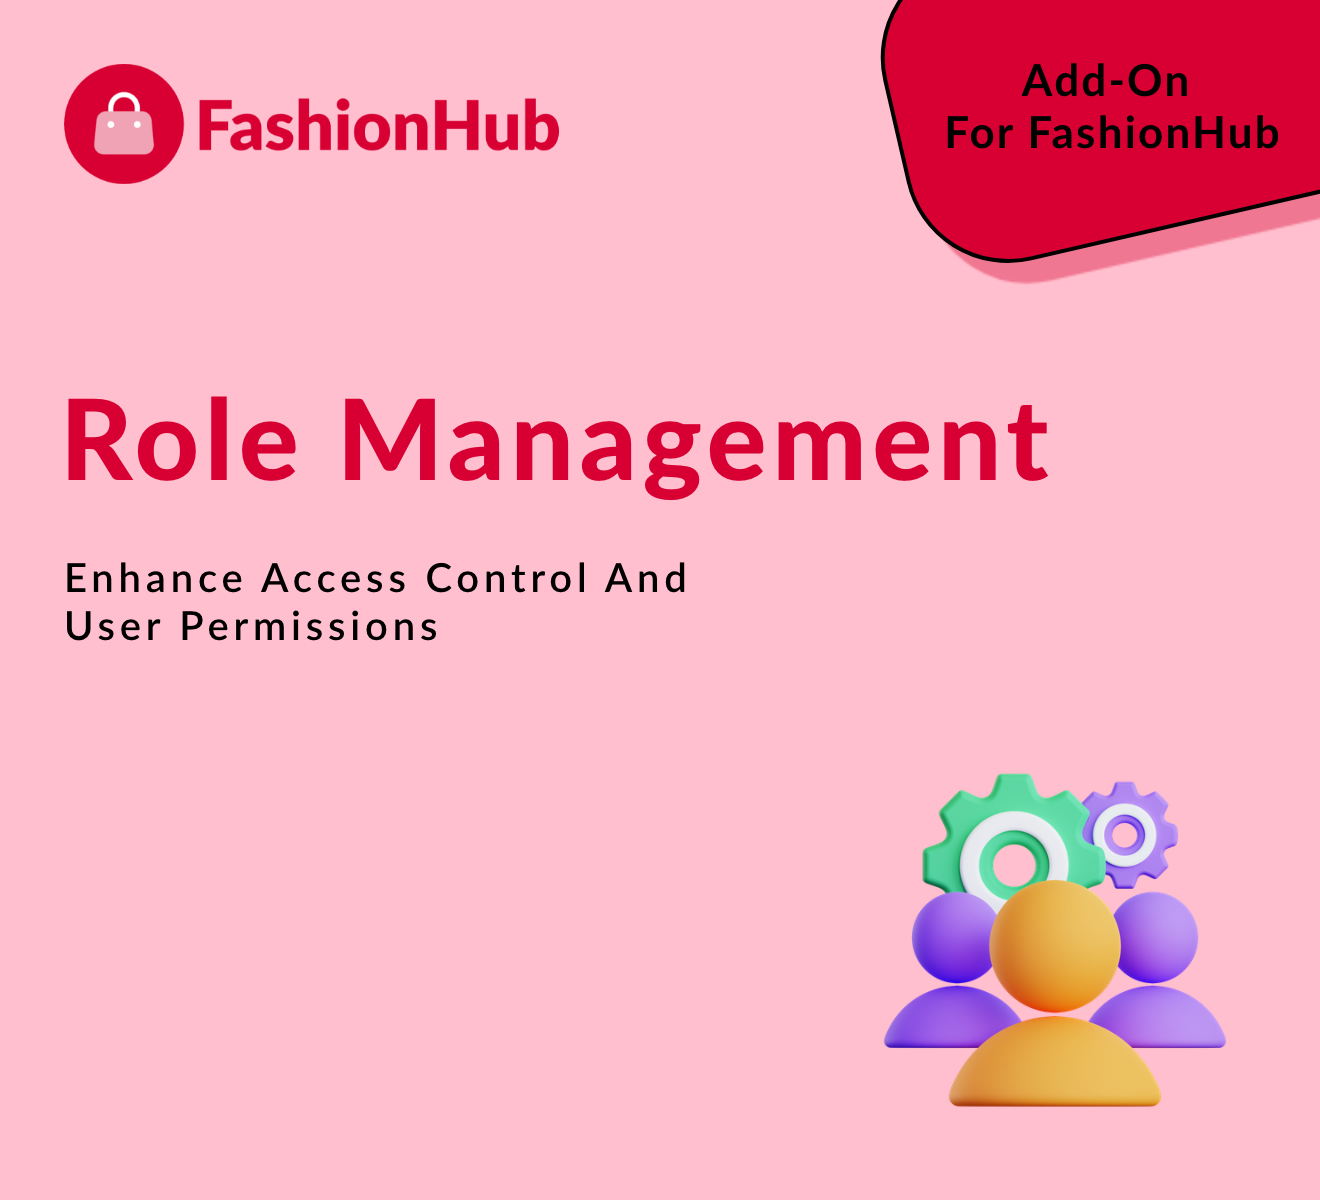 FashionHub
Add-On
For FashionHub
Role Management
Enhance Access Control And
User Permissions